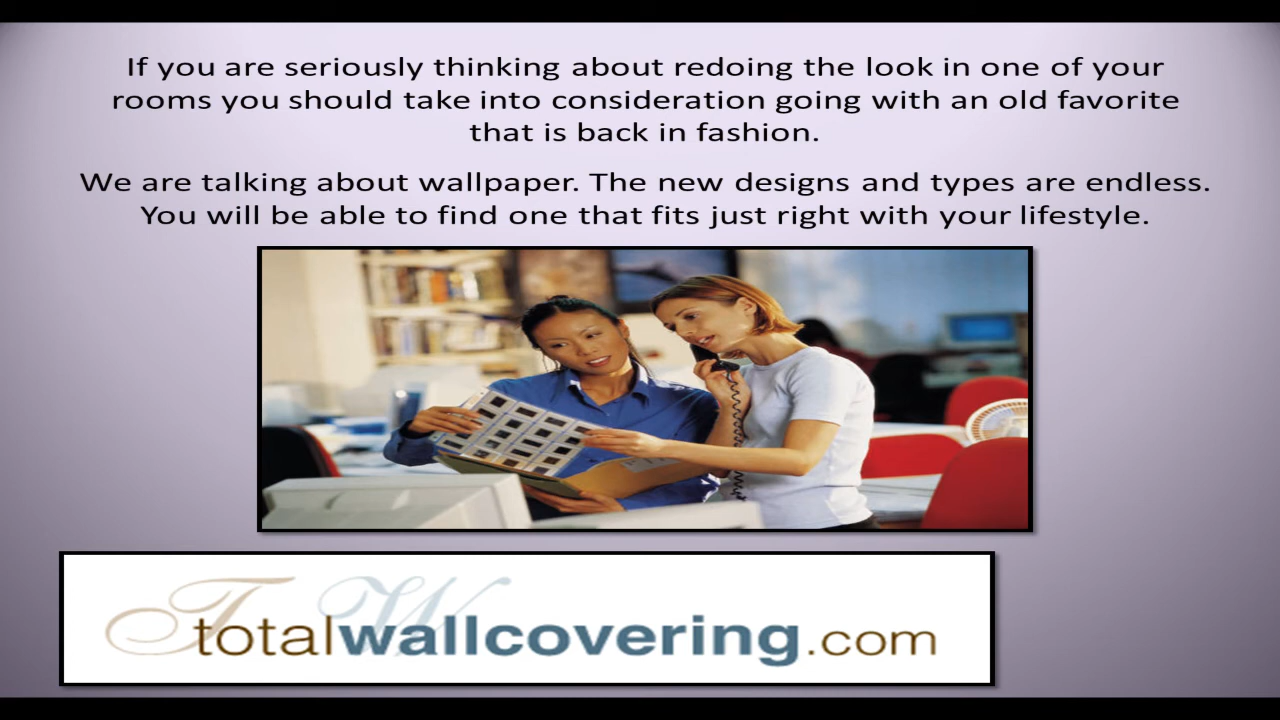 If you are seriously thinking about redoing the look in one of your
rooms you should take into consideration going with an old favorite
that is back in fashion.
We are talking about wallpaper. The new designs and types are endless.
You will be able to find one that fits just right with your lifestyle.
TW
totalwallcovering.com